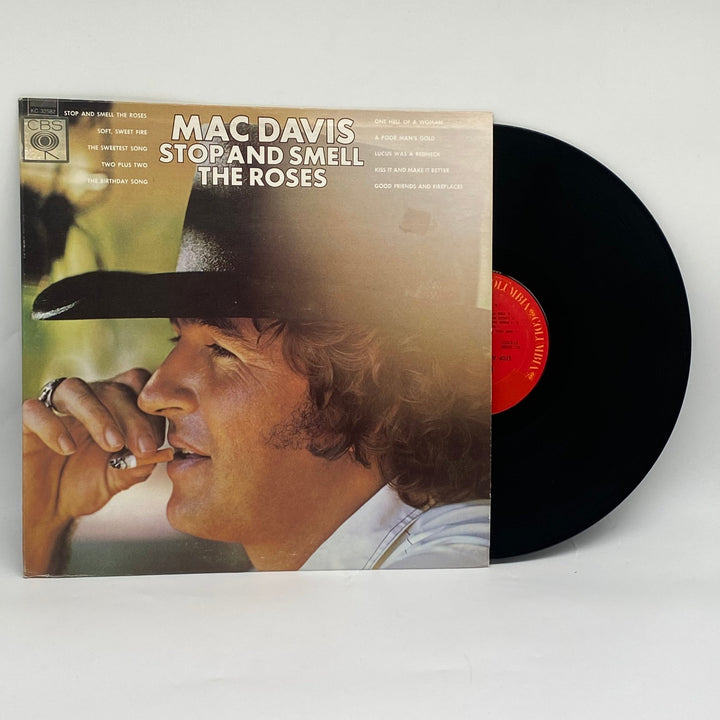 KC 32582
CBS
STOP AND SMELL THE ROSES
SOFT, SWEET FIRE
THE SWEETEST SONG
TWO PLUS TWO
THE BIRTHDAY SONG
MAC DAVIS
STOP AND SMELL
THE ROSES
ONE HELL OF A WOMAN
A POOR MAN'S GOLD
LUCUS WAS A REDNECK
KISS IT AND MAKE IT BETTER
GOOD FRIENDS AND FIREPLACES
COLUMBIA
COLUMBIA